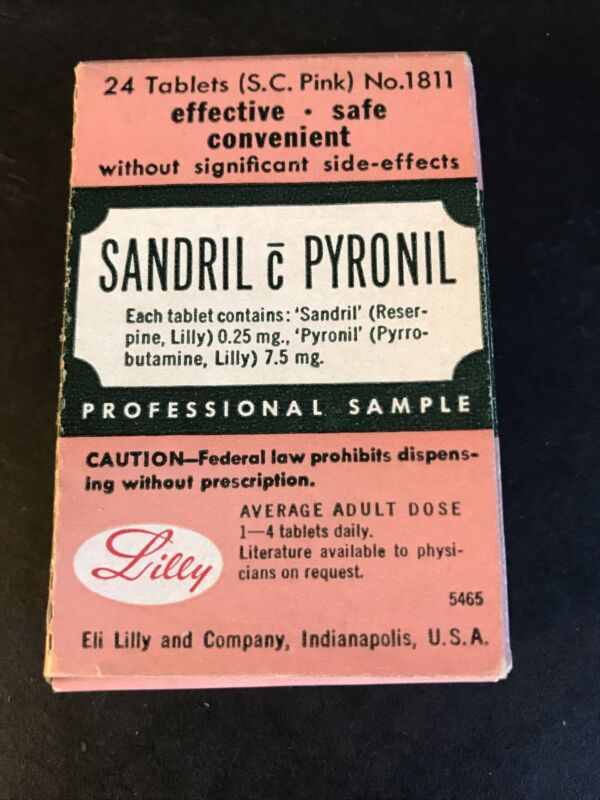 24 Tablets (S.C. Pink) No.1811
effective · safe
convenient
without significant side-effects
SANDRIL c̄ PYRONIL
Each tablet contains: ‘Sandril’ (Reser-
pine, Lilly) 0.25 mg., ‘Pyronil’ (Pyrro-
butamine, Lilly) 7.5 mg.
PROFESSIONAL SAMPLE
CAUTION—Federal law prohibits dispens-
ing without prescription.
AVERAGE ADULT DOSE
1—4 tablets daily.
Literature available to physi-
cians on request.
Lilly
5465
Eli Lilly and Company, Indianapolis, U.S.A.